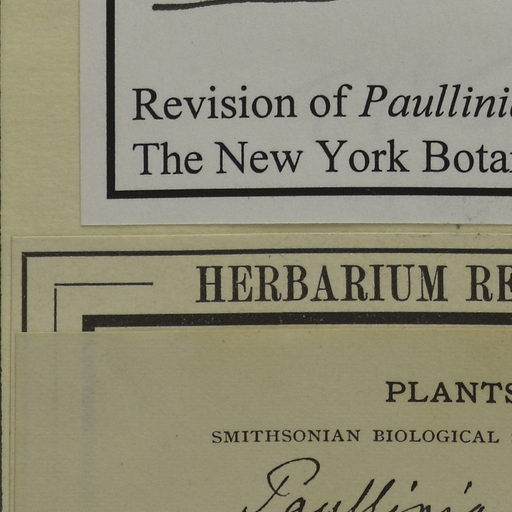 Revision of Paullini
The New York Bota
HERBARIUM RE
PLANTS
SMITHSONIAN BIOLOGICAL
Paullinia